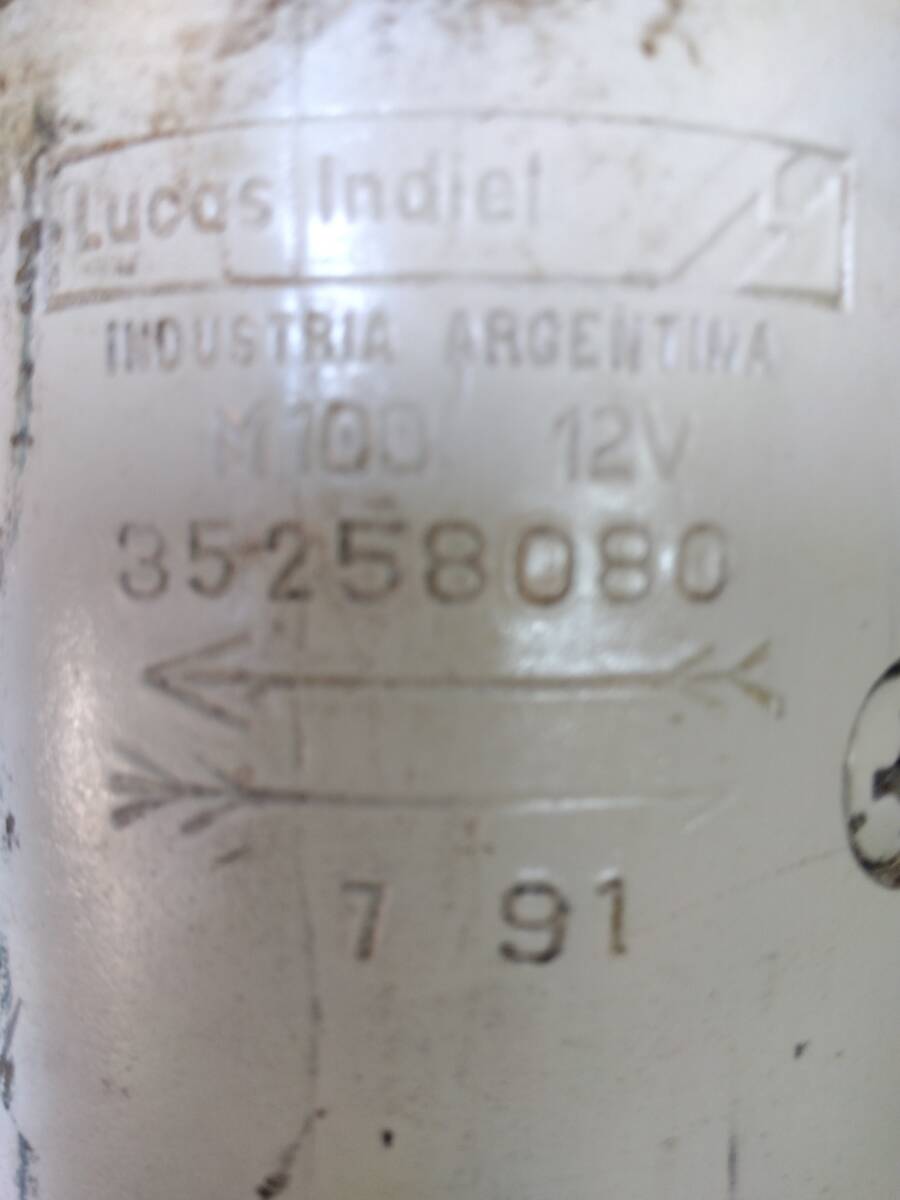 Lucas Indiel
INDUSTRIA ARGENTINA
M100 12V
35258080
7 91